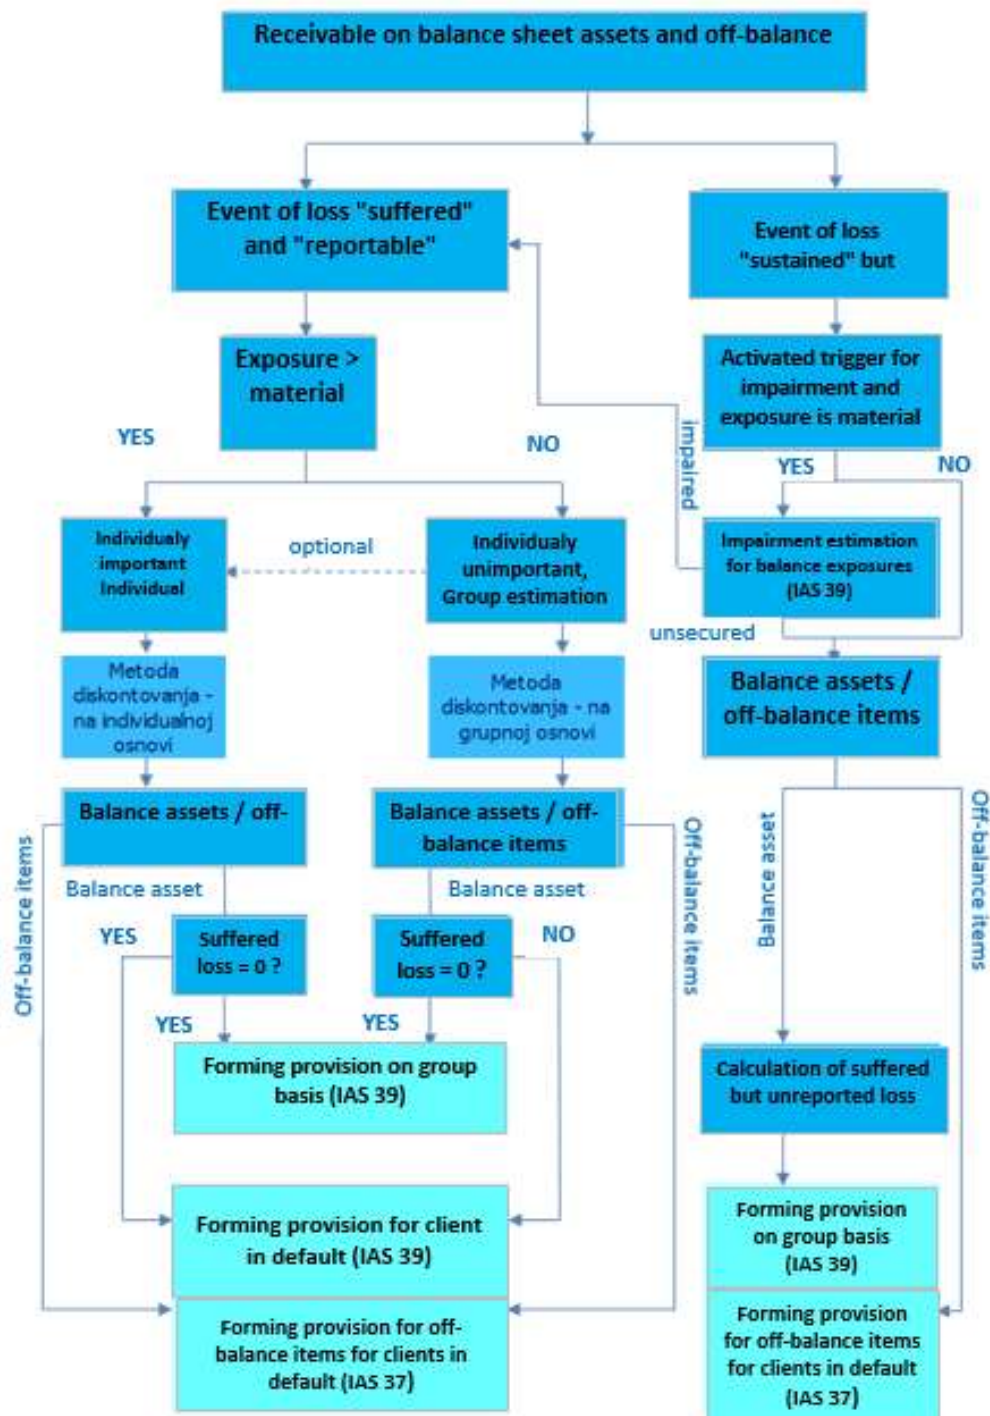 Receivable on balance sheet assets and off-balance
Event of loss "suffered"
and "reportable"
Event of loss
"sustained" but
Exposure >
material
Activated trigger for
impairment and
exposure is material
YES
NO
impaired
YES
NO
Individualy
important
Individual
optional
Individualy
unimportant,
Group estimation
Impairment estimation
for balance exposures
(IAS 39)
unsecured
Metoda
diskontovanja -
na individualnoj
osnovi
Metoda
diskontovanja - na
grupnoj osnovi
Balance assets /
off-balance items
Balance assets / off-
Balance assets / off-
balance items
Off-balance items
Balance asset
Balance asset
Off-balance items
Balance asset
Off-balance items
YES
Suffered
loss = 0 ?
Suffered
loss = 0 ?
NO
YES
YES
Forming provision on group
basis (IAS 39)
Calculation of suffered
but unreported loss
Forming provision for client
in default (IAS 39)
Forming provision
on group basis
(IAS 39)
Forming provision for off-
balance items for clients in
default (IAS 37)
Forming provision
for off-balance items
for clients in default
(IAS 37)